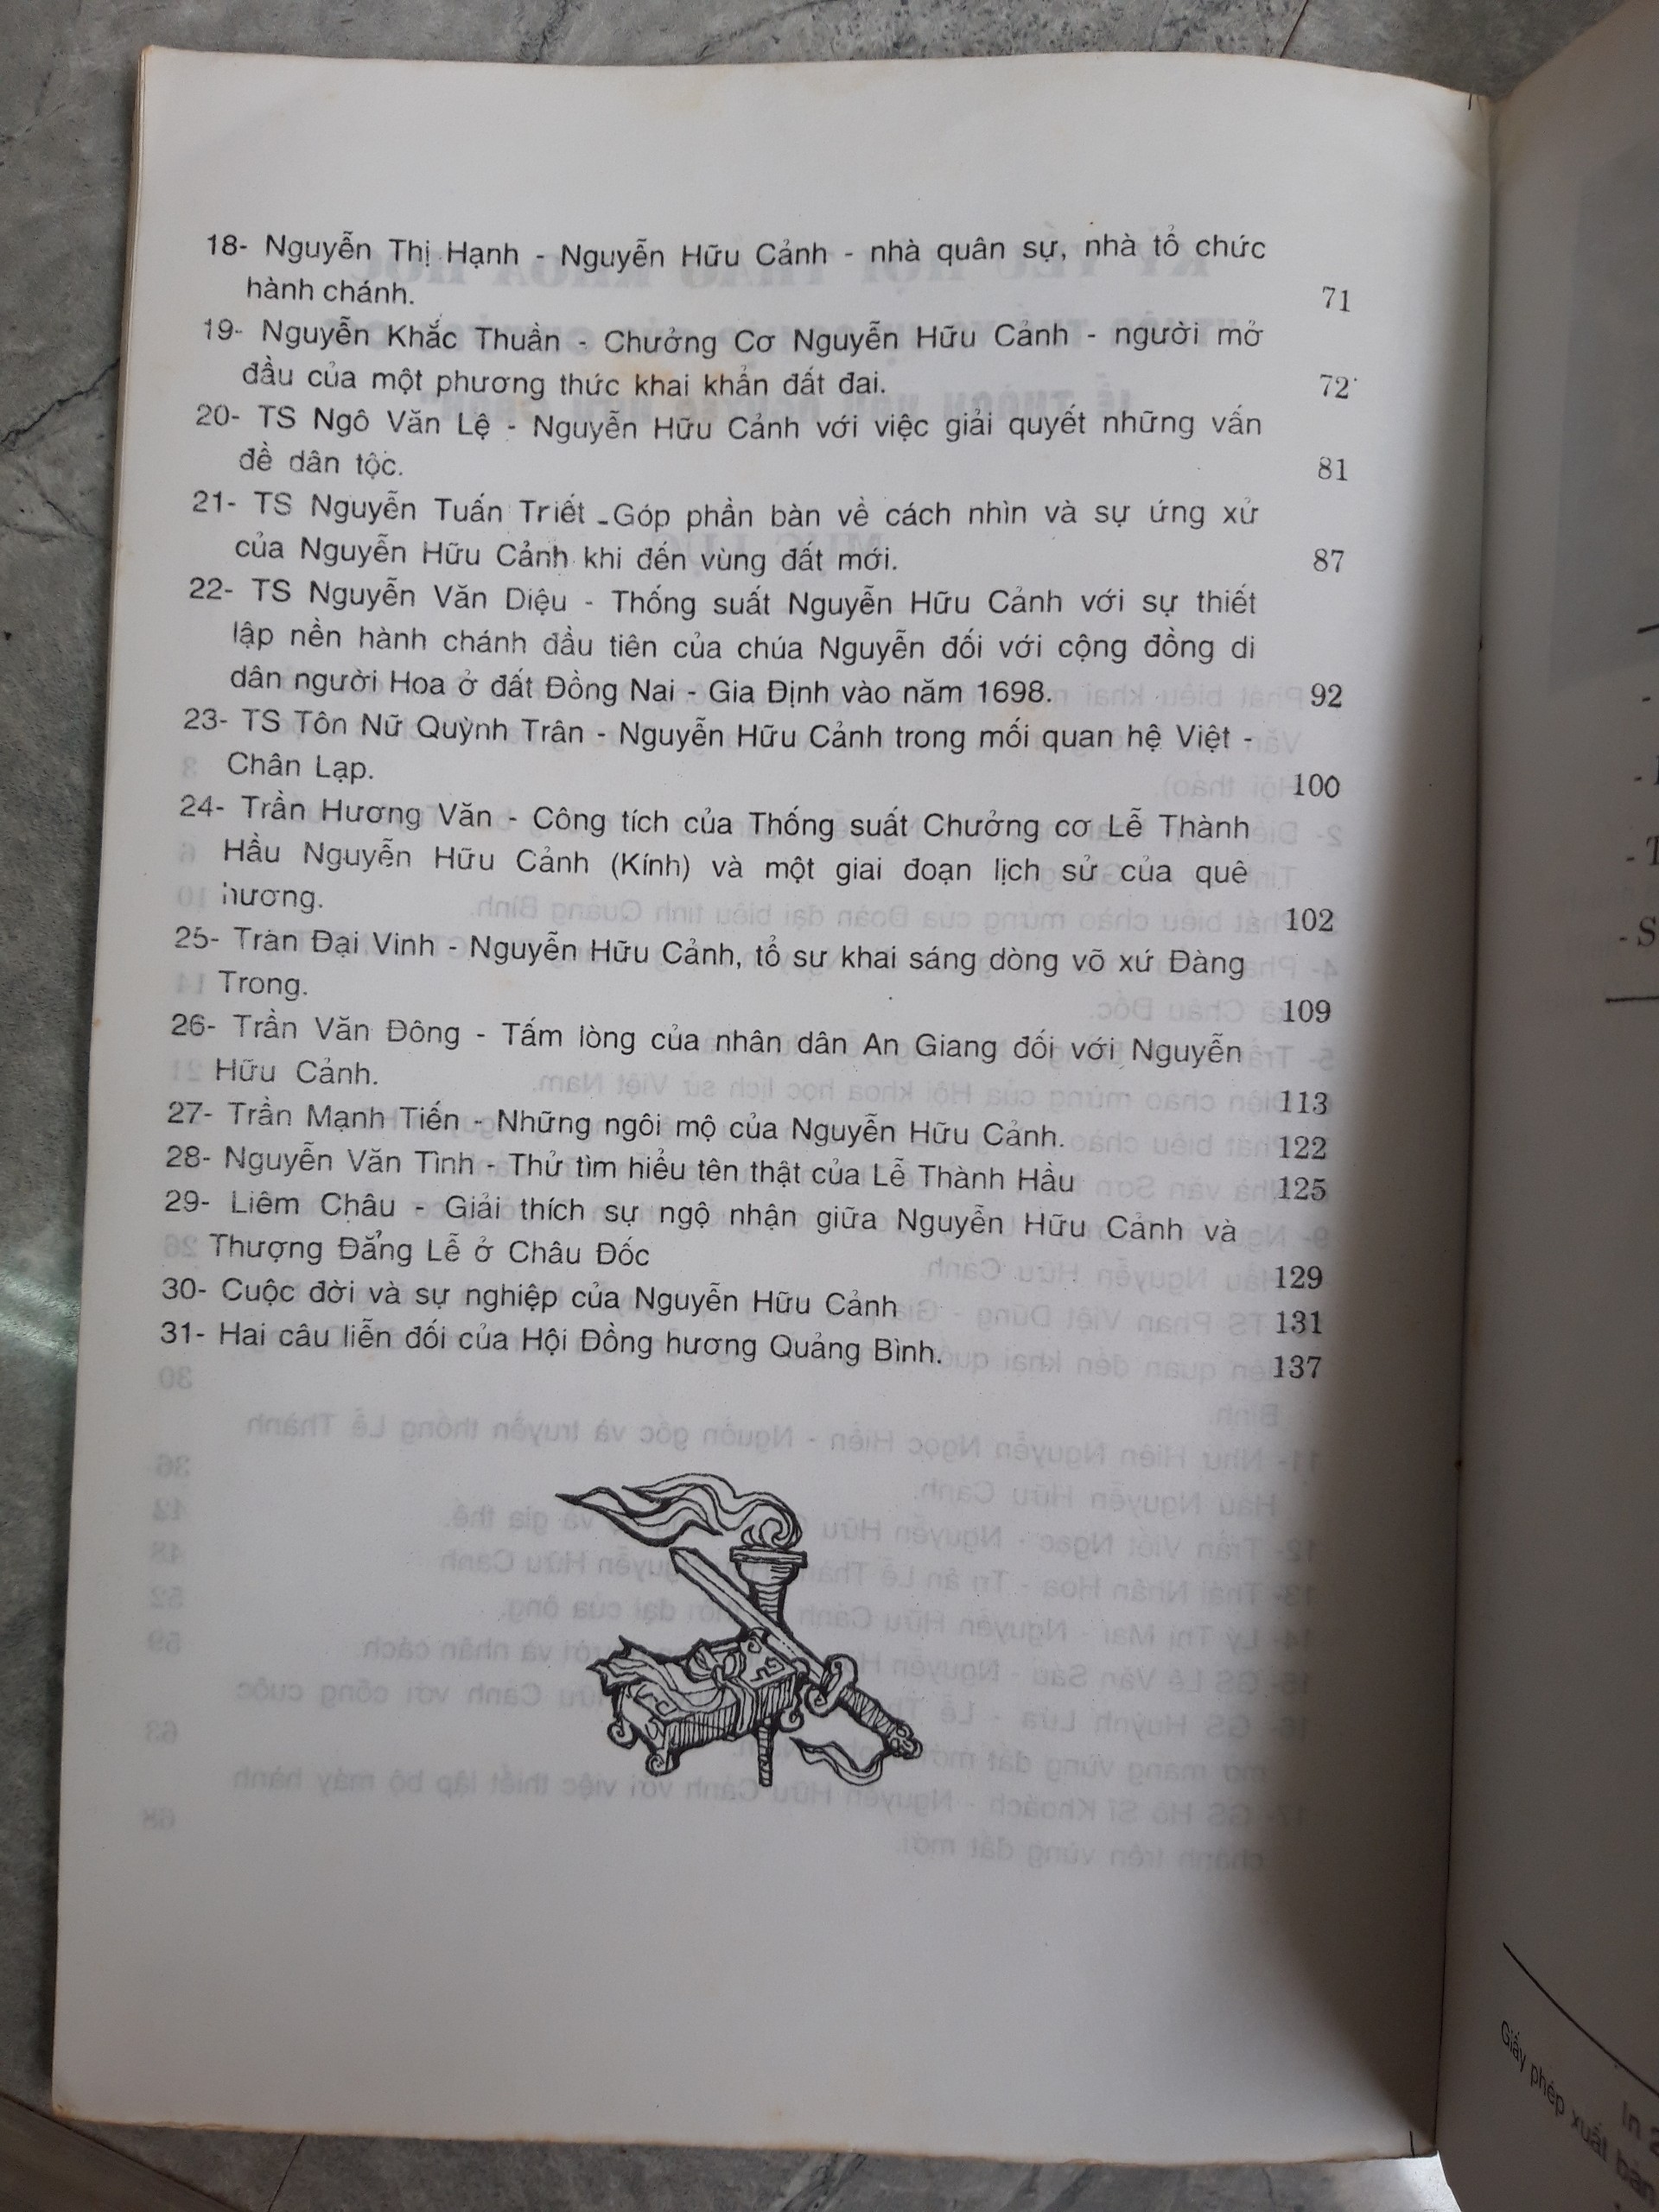 18- Nguyễn Thị Hạnh - Nguyễn Hữu Cảnh - nhà quân sự, nhà tổ chức
hành chánh. 71
19- Nguyễn Khắc Thuần - Chưởng Cơ Nguyễn Hữu Cảnh - người mở
đầu của một phương thức khai khẩn đất đai. 72
20- TS Ngô Văn Lệ - Nguyễn Hữu Cảnh với việc giải quyết những vấn
đề dân tộc. 81
21- TS Nguyễn Tuấn Triết - Góp phần bàn về cách nhìn và sự ứng xử
của Nguyễn Hữu Cảnh khi đến vùng đất mới. 87
22- TS Nguyễn Văn Diệu - Thống suất Nguyễn Hữu Cảnh với sự thiết
lập nền hành chánh đầu tiên của chúa Nguyễn đối với cộng đồng di
dân người Hoa ở đất Đồng Nai - Gia Định vào năm 1698. 92
23- TS Tôn Nữ Quỳnh Trân - Nguyễn Hữu Cảnh trong mối quan hệ Việt -
Chân Lạp. 100
24- Trần Hương Văn - Công tích của Thống suất Chưởng cơ Lễ Thành
Hầu Nguyễn Hữu Cảnh (Kính) và một giai đoạn lịch sử của quê
hương. 102
25- Trần Đại Vinh - Nguyễn Hữu Cảnh, tổ sư khai sáng dòng võ xứ Đàng
Trong. 109
26- Trần Văn Đông - Tấm lòng của nhân dân An Giang đối với Nguyễn
Hữu Cảnh. 113
27- Trần Mạnh Tiến - Những ngôi mộ của Nguyễn Hữu Cảnh. 122
28- Nguyễn Văn Tình - Thử tìm hiểu tên thật của Lễ Thành Hầu 125
29- Liêm Châu - Giải thích sự ngộ nhận giữa Nguyễn Hữu Cảnh và
Thượng Đẳng Lễ ở Châu Đốc 129
30- Cuộc đời và sự nghiệp của Nguyễn Hữu Cảnh 131
31- Hai câu liễn đối của Hội Đồng hương Quảng Bình. 137
Giấy phép xuất bản
In